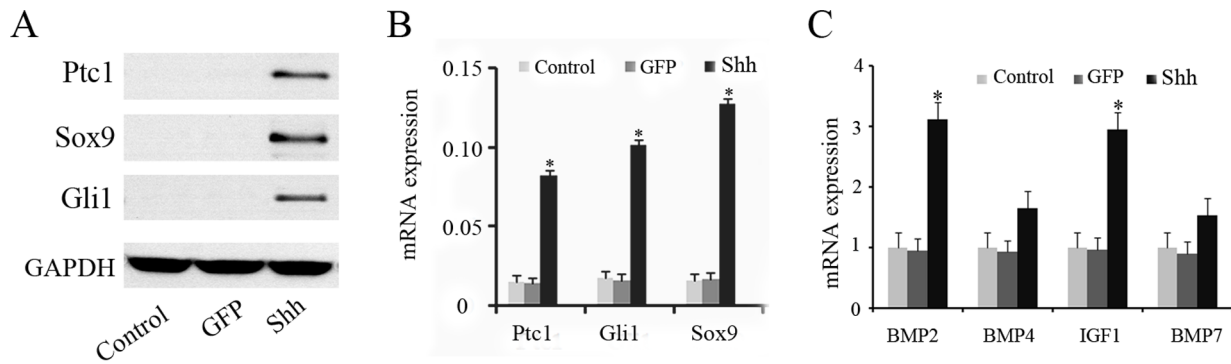 A
Ptc1
Sox9
Gli1
GAPDH
Control GFP Shh
B
mRNA expression
0.15
0.10
0.05
0
Control GFP Shh
*
*
*
Ptc1 Gli1 Sox9
C
mRNA expression
4
3
2
1
0
Control GFP Shh
*
*
BMP2 BMP4 IGF1 BMP7